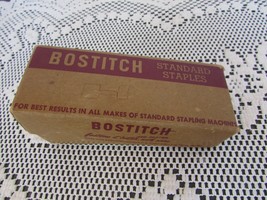 BOSTITCH STANDARD
STAPLES
FOR BEST RESULTS IN ALL MAKES OF STANDARD STAPLING MACHINES
BOSTITCH